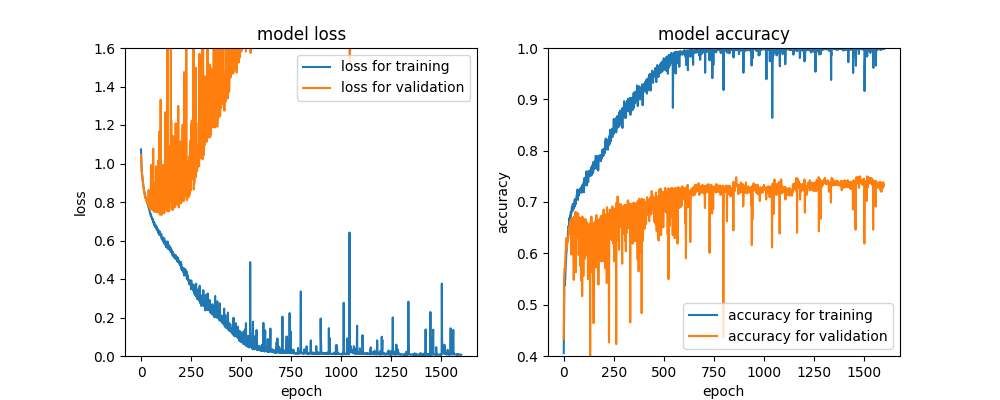 model loss
loss
1.6
1.4
1.2
1.0
0.8
0.6
0.4
0.2
0.0
loss for training
loss for validation
0 250 500 750 1000 1250 1500
epoch
model accuracy
accuracy
1.0
0.9
0.8
0.7
0.6
0.5
0.4
accuracy for training
accuracy for validation
0 250 500 750 1000 1250 1500
epoch